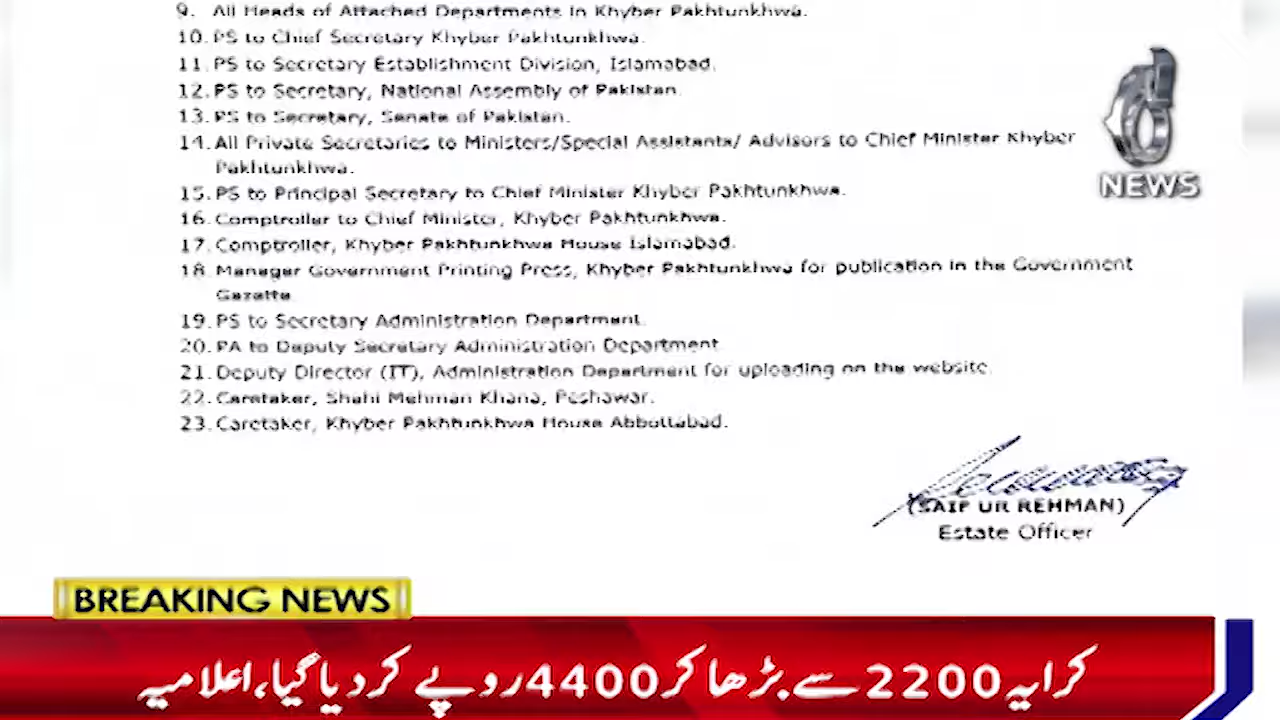 9. All Heads of Attached Departments in Khyber Pakhtunkhwa.
10. PS to Chief Secretary Khyber Pakhtunkhwa.
11. PS to Secretary Establishment Division, Islamabad.
12. PS to Secretary, National Assembly of Pakistan.
13. PS to Secretary, Senate of Pakistan.
14. All Private Secretaries to Ministers/Special Assistants/ Advisors to Chief Minister Khyber
Pakhtunkhwa.
15. PS to Principal Secretary to Chief Minister Khyber Pakhtunkhwa.
16. Comptroller to Chief Minister, Khyber Pakhtunkhwa.
17. Comptroller, Khyber Pakhtunkhwa House Islamabad.
18. Manager Government Printing Press, Khyber Pakhtunkhwa for publication in the Government
Gazette.
19. PS to Secretary Administration Department.
20. PA to Deputy Secretary Administration Department
21. Deputy Director (IT), Administration Department for uploading on the website.
22. Caretaker, Shahi Mehman Khana, Peshawar.
23. Caretaker, Khyber Pakhtunkhwa House Abbottabad.
NEWS
(SAIF UR REHMAN)
Estate Officer
BREAKING NEWS
کرایہ 2200 سے بڑھا کر 4400 روپے کر دیا گیا، اعلامیہ